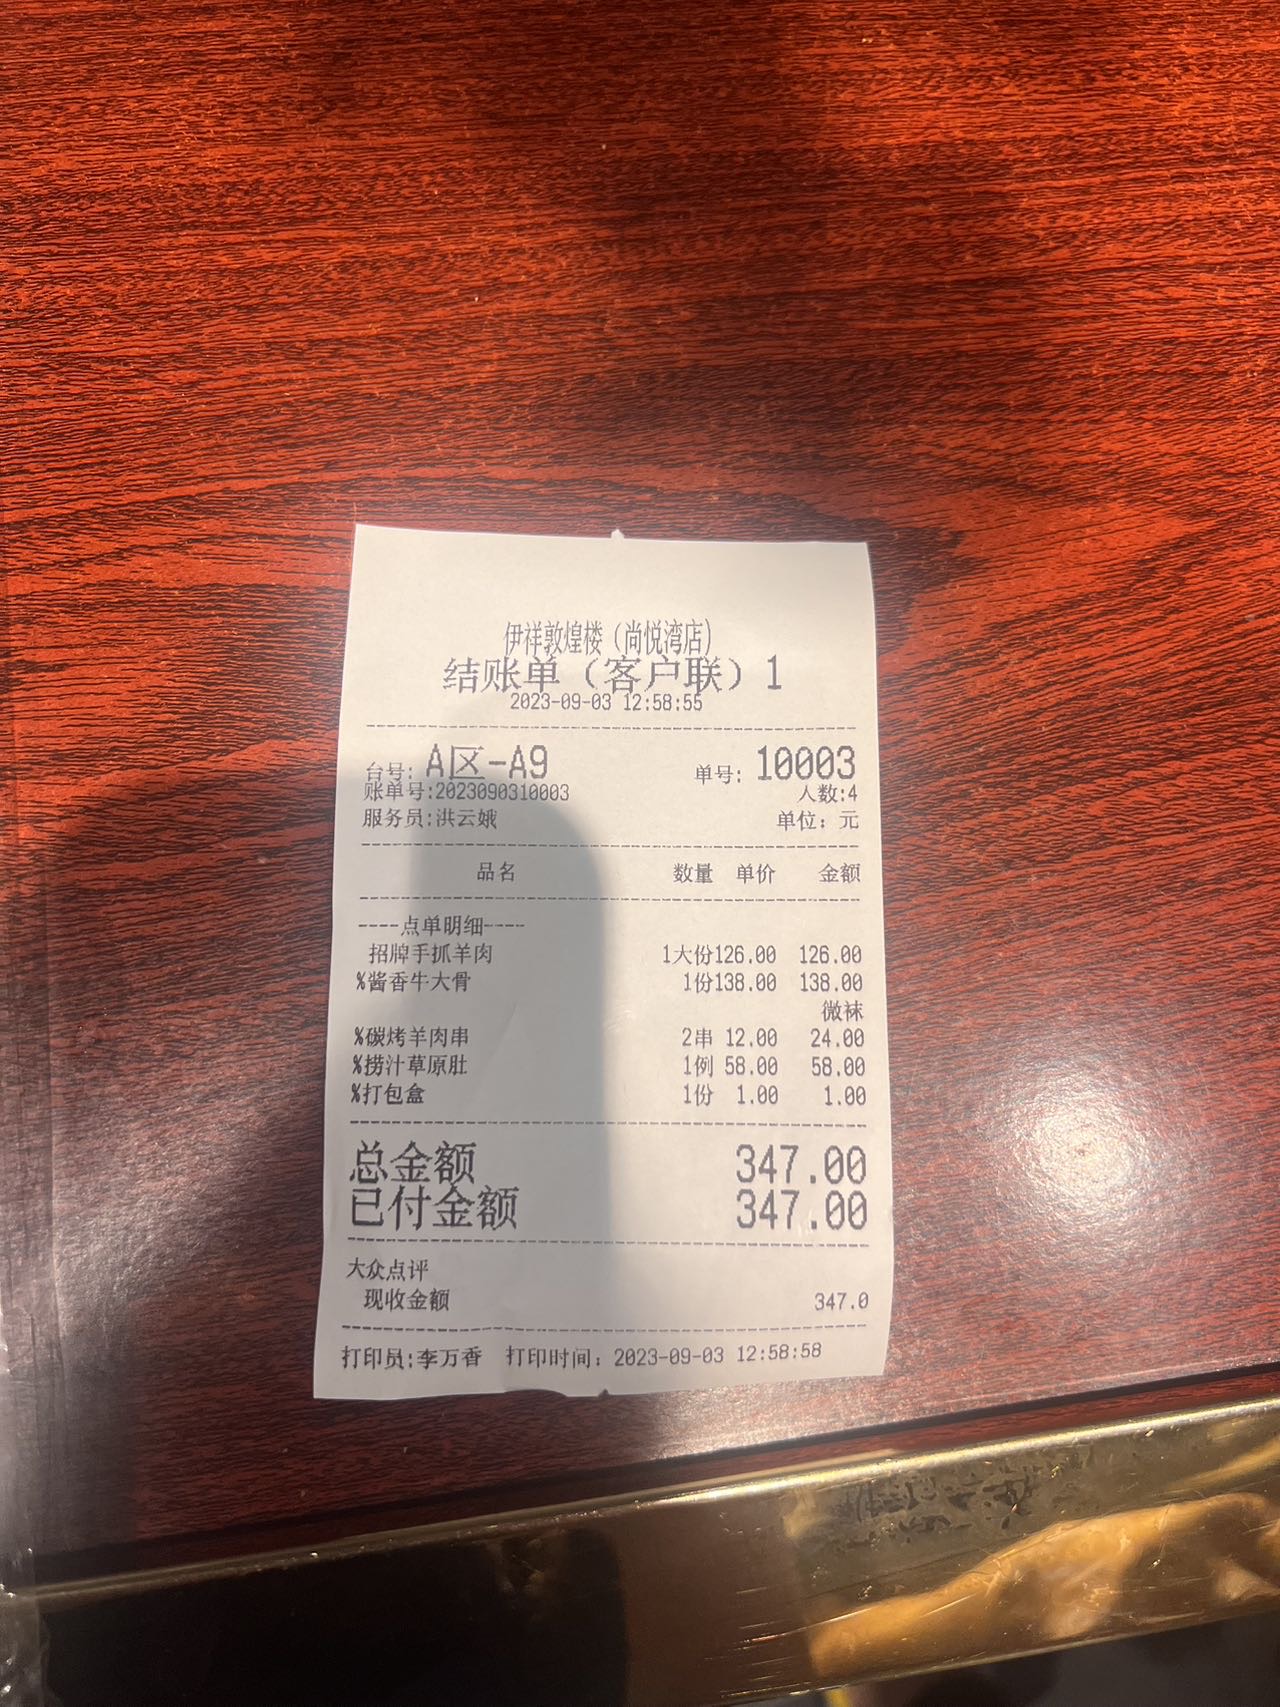 伊祥敦煌楼（尚悦湾店）
结账单（客户联）1
2023-09-03 12:58:55
台号: A区-A9 单号: 10003
账单号:2023090310003 人数:4
服务员:洪云娥 单位: 元
品名 数量 单价 金额
----点单明细----
招牌手抓羊肉 1大份126.00 126.00
%酱香牛大骨 1份138.00 138.00
微袜
%碳烤羊肉串 2串 12.00 24.00
%捞汁草原肚 1例 58.00 58.00
%打包盒 1份 1.00 1.00
总金额 347.00
已付金额 347.00
大众点评
现收金额 347.0
打印员:李万香 打印时间: 2023-09-03 12:58:58